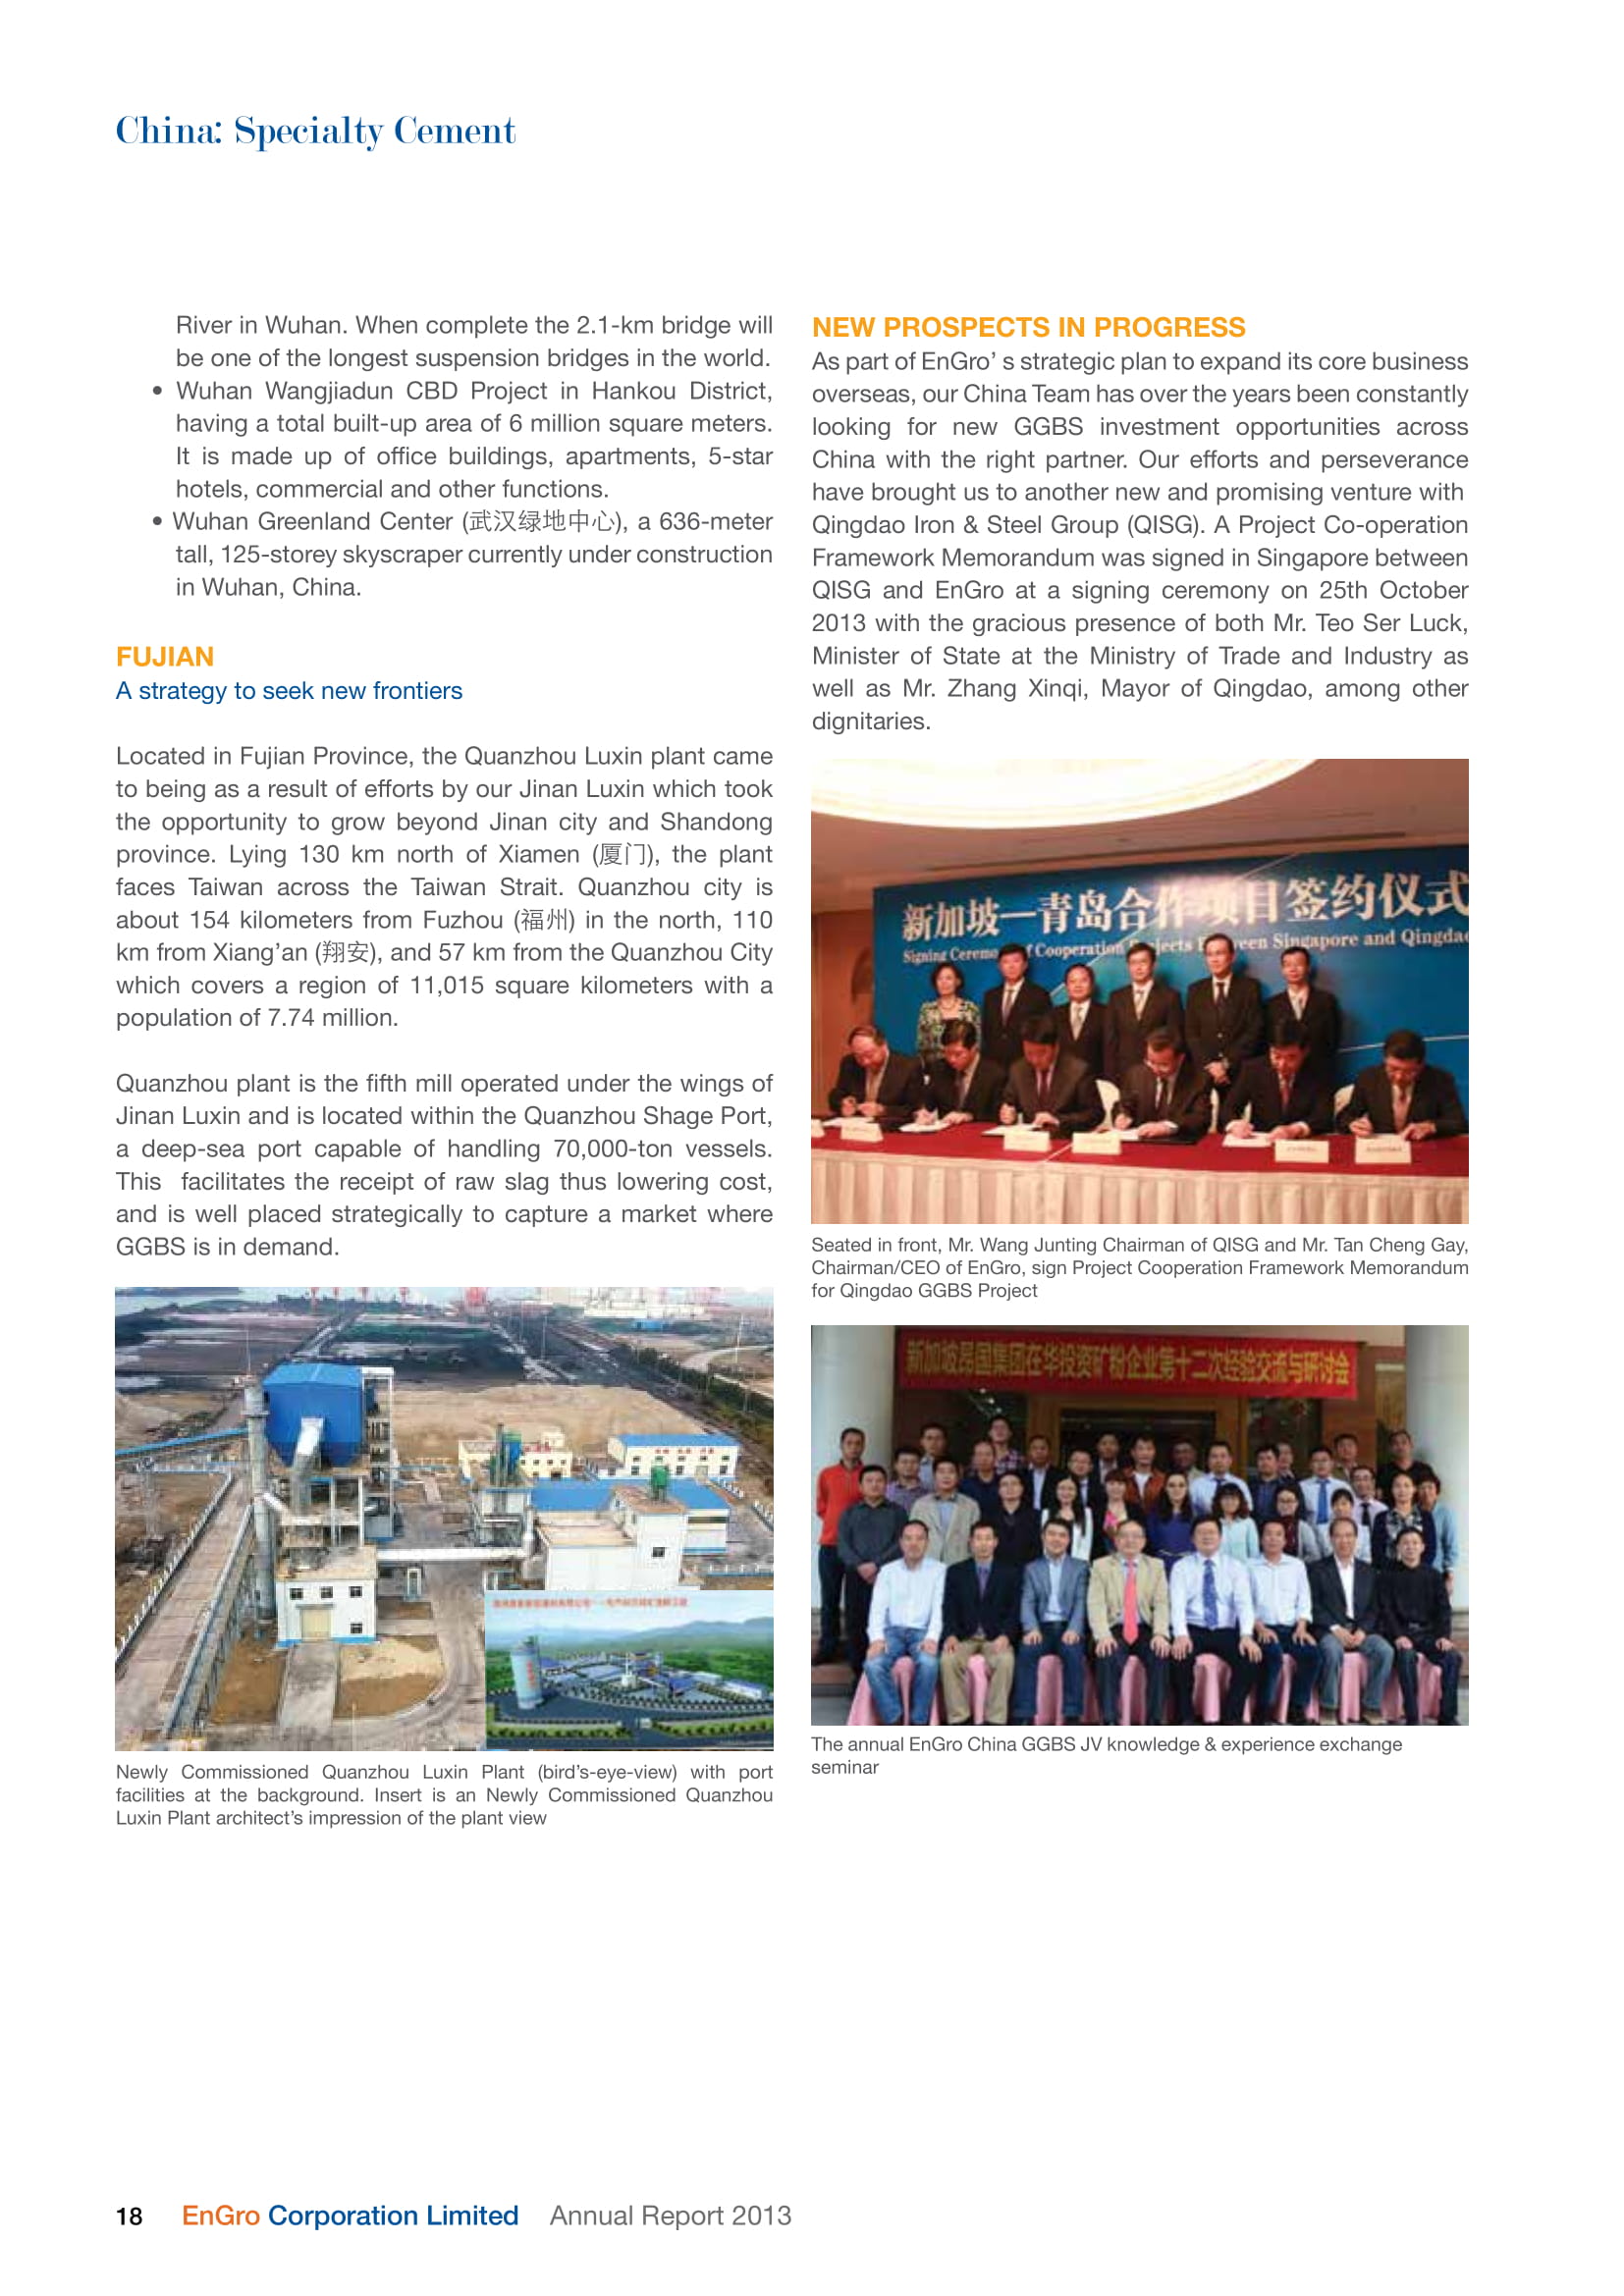 China: Specialty Cement
River in Wuhan. When complete the 2.1-km bridge will
be one of the longest suspension bridges in the world.
• Wuhan Wangjiadun CBD Project in Hankou District,
having a total built-up area of 6 million square meters.
It is made up of office buildings, apartments, 5-star
hotels, commercial and other functions.
• Wuhan Greenland Center (武汉绿地中心), a 636-meter
tall, 125-storey skyscraper currently under construction
in Wuhan, China.
FUJIAN
A strategy to seek new frontiers
Located in Fujian Province, the Quanzhou Luxin plant came
to being as a result of efforts by our Jinan Luxin which took
the opportunity to grow beyond Jinan city and Shandong
province. Lying 130 km north of Xiamen (厦门), the plant
faces Taiwan across the Taiwan Strait. Quanzhou city is
about 154 kilometers from Fuzhou (福州) in the north, 110
km from Xiang’an (翔安), and 57 km from the Quanzhou City
which covers a region of 11,015 square kilometers with a
population of 7.74 million.
Quanzhou plant is the fifth mill operated under the wings of
Jinan Luxin and is located within the Quanzhou Shage Port,
a deep-sea port capable of handling 70,000-ton vessels.
This facilitates the receipt of raw slag thus lowering cost,
and is well placed strategically to capture a market where
GGBS is in demand.
Newly Commissioned Quanzhou Luxin Plant (bird’s-eye-view) with port
facilities at the background. Insert is an Newly Commissioned Quanzhou
Luxin Plant architect’s impression of the plant view
NEW PROSPECTS IN PROGRESS
As part of EnGro’ s strategic plan to expand its core business
overseas, our China Team has over the years been constantly
looking for new GGBS investment opportunities across
China with the right partner. Our efforts and perseverance
have brought us to another new and promising venture with
Qingdao Iron & Steel Group (QISG). A Project Co-operation
Framework Memorandum was signed in Singapore between
QISG and EnGro at a signing ceremony on 25th October
2013 with the gracious presence of both Mr. Teo Ser Luck,
Minister of State at the Ministry of Trade and Industry as
well as Mr. Zhang Xinqi, Mayor of Qingdao, among other
dignitaries.
新加坡—青岛合作项目签约仪式
Signing Ceremo f Cooperation jects een Singapore and Qingdao
Seated in front, Mr. Wang Junting Chairman of QISG and Mr. Tan Cheng Gay,
Chairman/CEO of EnGro, sign Project Cooperation Framework Memorandum
for Qingdao GGBS Project
新加坡昂国集团在华投资矿粉企业第十二次经验交流与研讨会
The annual EnGro China GGBS JV knowledge & experience exchange
seminar
18 EnGro Corporation Limited Annual Report 2013